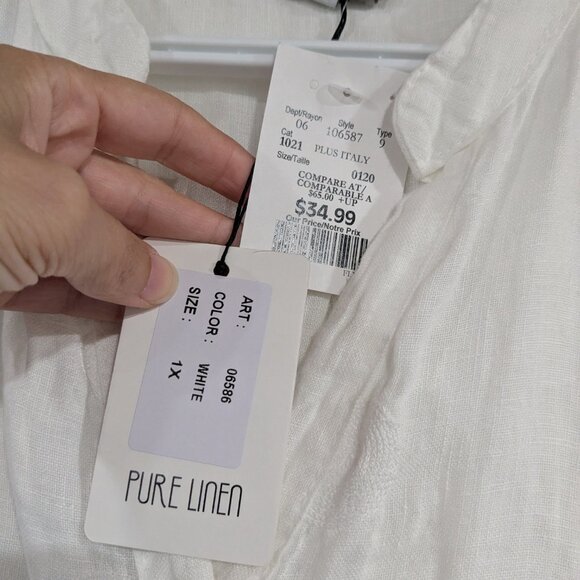 Dept/Rayon Style Type
06 106587 9
Cat
1021 PLUS ITALY
Size/Taille 0120
COMPARE AT/
COMPARABLE A
$65.00 +UP
$34.99
Our Price/Notre Prix
ART: 06586
COLOR: WHITE
SIZE: 1X
PURE LINEN